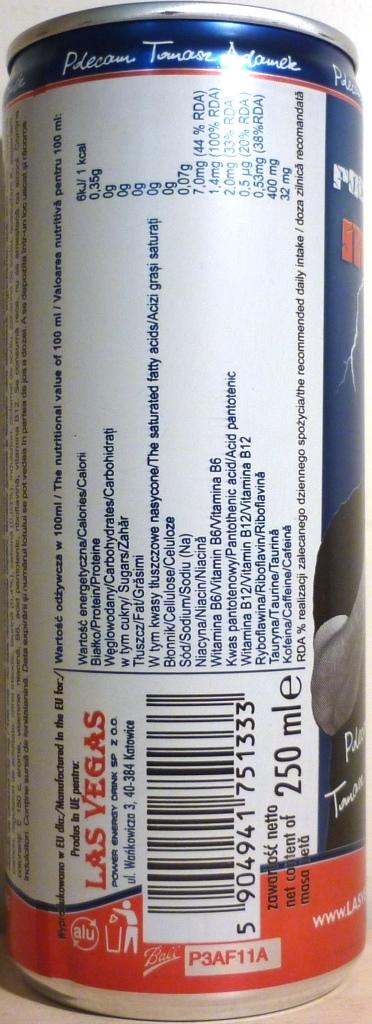 Polecam Tomasz Adamek
Wartość odżywcza w 100ml / The nutritional value of 100 ml / Valoarea nutritivă pentru 100 ml:
Wartość energetyczna/Calories/Calorii 6kJ/ 1 kcal
Białko/Protein/Proteine 0,35g
Węglowodany/Carbohydrates/Carbohidrați 0g
w tym cukry/ Sugars/Zahăr 0g
Tłuszcz/Fat/Grăsimi 0g
W tym kwasy tłuszczowe nasycone/The saturated fatty acids/Acizi grași saturați 0g
Błonnik/Cellulose/Celuloze 0g
Sód/Sodium/Sodiu (Na) 0,07g
Niacyna/Niacin/Niacină 7,0mg (44 % RDA)
Witamina B6/Vitamin B6/Vitamina B6 1,4mg (100% RDA)
Kwas pantotenowy/Pantothenic acid/Acid pantotenic 2,0mg (33% RDA)
Witamina B12/Vitamin B12/Vitamina B12 0,5 µg (20% RDA)
Ryboflawina/Riboflavin/Riboflavină 0,53mg (38%RDA)
Tauryna/Taurine/Taurină 400 mg
Kofeina/Caffeine/Cafeină 32 mg
RDA % realizacji zalecanego dziennego spożycia/the recommended daily intake / doza zilnică recomandată
Wyprodukowano w EU dla:/Manufactured in the EU for:/
Produs în UE pentru:
LAS VEGAS
POWER ENERGY DRINK SP. Z O.O.
ul. Wańkowicza 3, 40-384 Katowice
alu
5 904941 751333
zawartość netto
net content of 250 ml e
masa netă
Ball
P3AF11A
www.LAS